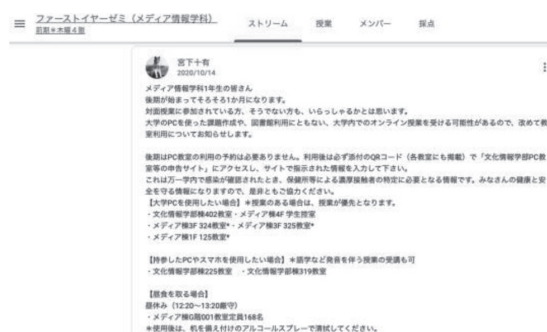 ファーストイヤーゼミ（メディア情報学科）
前期＊木曜４限
ストリーム 授業 メンバー 採点
宮下十有
2020/10/14
メディア情報学科1年生の皆さん
後期が始まってそろそろ1か月になります。
対面授業に参加されている方、そうでない方も、いらっしゃるかとは思います。
大学のPCを使った課題作成や、図書館利用にともない、大学内でのオンライン授業を受ける可能性があるので、改めて教
室利用についてお知らせします。
後期はPC教室の利用の予約は必要ありません。利用後は必ず添付のQRコード（各教室にも掲載）で「文化情報学部PC教
室等の申告サイト」にアクセスし、サイトで指示された情報を入力して下さい。
これは万一学内で感染が確認されたとき、保健所等による濃厚接触者の特定に必要となる情報です。みなさんの健康と安
全を守る情報になりますので、是非ともご協力ください。
【大学PCを使用したい場合】＊授業のある場合は、授業が優先となります。
・文化情報学部棟402教室・メディア棟4F 学生控室
・メディア棟3F 324教室*・メディア棟3F 325教室*
・メディア棟1F 125教室*
【持参したPCやスマホを使用したい場合】＊語学など発音を伴う授業の受講も可
・文化情報学部棟225教室 ・文化情報学部棟319教室
【昼食を取る場合】
昼休み（12:20〜13:20厳守）
・メディア棟G階001教室定員168名
＊使用後は、机を備え付けのアルコールスプレーで清拭してください。